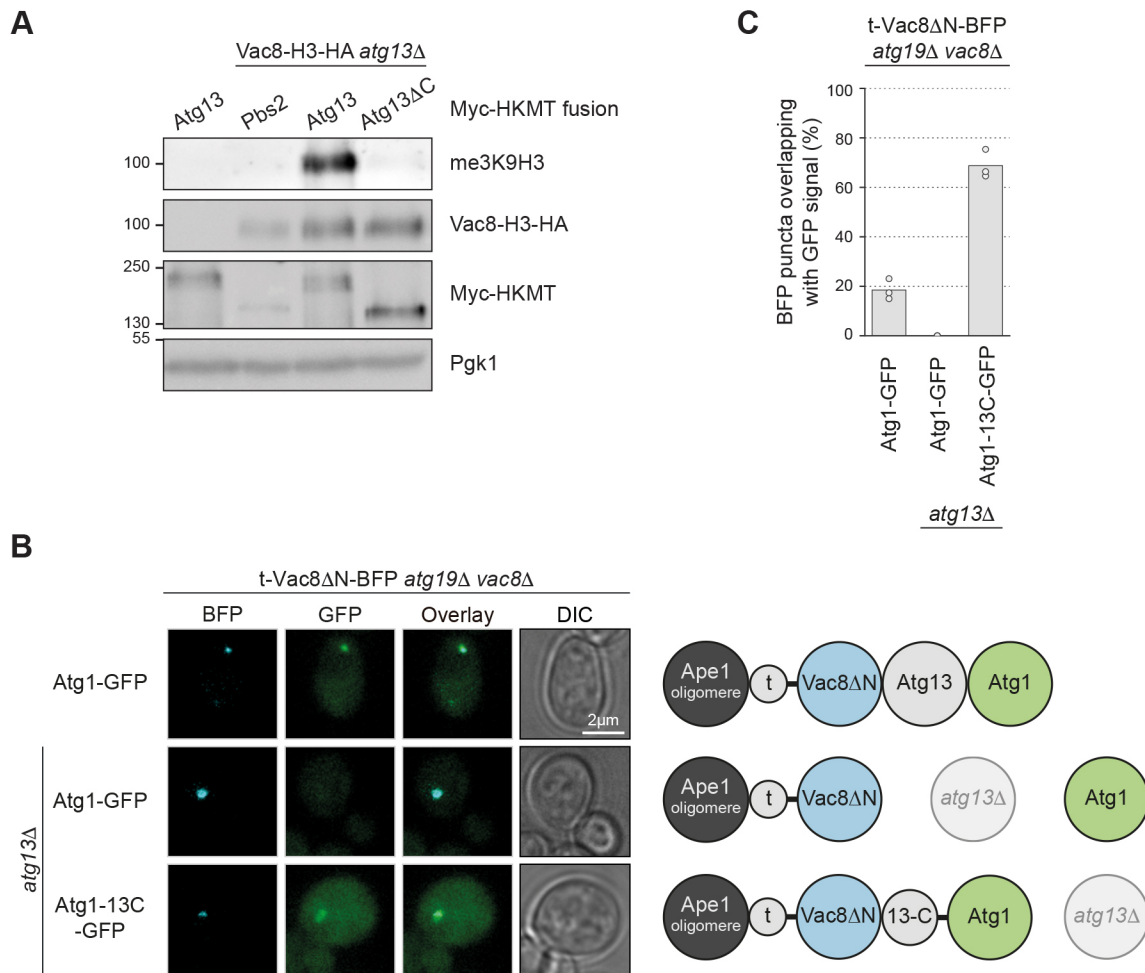 A
Vac8-H3-HA atg13Δ
Atg13
Pbs2
Atg13
Atg13ΔC
Myc-HKMT fusion
100
me3K9H3
100
Vac8-H3-HA
250
130
Myc-HKMT
55
Pgk1
C
t-Vac8ΔN-BFP
atg19Δ vac8Δ
BFP puncta overlapping
with GFP signal (%)
100
80
60
40
20
0
Atg1-GFP
Atg1-GFP
Atg1-13C-GFP
atg13Δ
B
t-Vac8ΔN-BFP atg19Δ vac8Δ
BFP
GFP
Overlay
DIC
Atg1-GFP
2µm
Ape1
oligomere
t
Vac8ΔN
Atg13
Atg1
atg13Δ
Atg1-GFP
Ape1
oligomere
t
Vac8ΔN
atg13Δ
Atg1
Atg1-13C
-GFP
Ape1
oligomere
t
Vac8ΔN
13-C
Atg1
atg13Δ